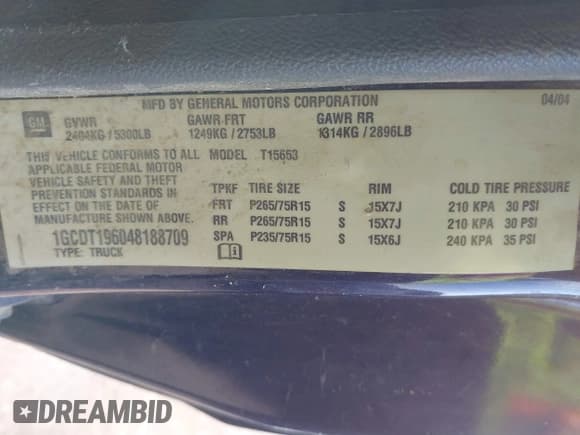 MFD BY GENERAL MOTORS CORPORATION 04/04
GM GVWR GAWR FRT GAWR RR
2404KG / 5300LB 1249KG / 2753LB 1314KG / 2896LB
THIS VEHICLE CONFORMS TO ALL MODEL T15653
APPLICABLE FEDERAL MOTOR
VEHICLE SAFETY AND THEFT
PREVENTION STANDARDS IN
EFFECT ON THE DATE OF
MANUFACTURE SHOWN ABOVE.
1GCDT196048188709
TYPE: TRUCK
TPKF TIRE SIZE RIM COLD TIRE PRESSURE
FRT P265/75R15 S 15X7J 210 KPA 30 PSI
RR P265/75R15 S 15X7J 210 KPA 30 PSI
SPA P235/75R15 S 15X6J 240 KPA 35 PSI
DREAMBID